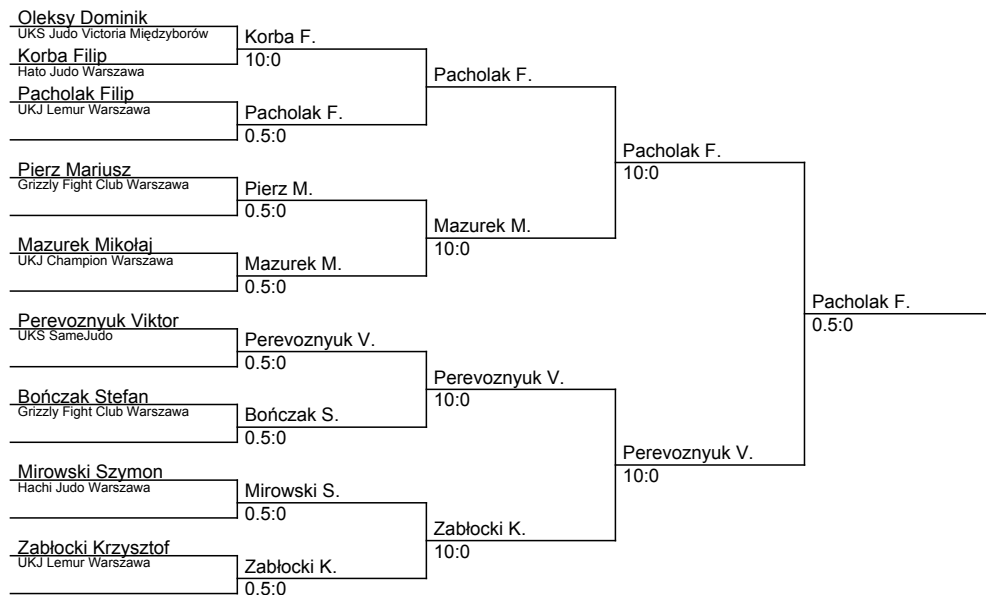 Oleksy Dominik
UKS Judo Victoria Międzyborów
Korba Filip
Hato Judo Warszawa
Pacholak Filip
UKJ Lemur Warszawa
Pierz Mariusz
Grizzly Fight Club Warszawa
Mazurek Mikołaj
UKJ Champion Warszawa
Perevoznyuk Viktor
UKS SameJudo
Bończak Stefan
Grizzly Fight Club Warszawa
Mirowski Szymon
Hachi Judo Warszawa
Zabłocki Krzysztof
UKJ Lemur Warszawa
Korba F.
10:0
Pacholak F.
0.5:0
Pierz M.
0.5:0
Mazurek M.
0.5:0
Perevoznyuk V.
0.5:0
Bończak S.
0.5:0
Mirowski S.
0.5:0
Zabłocki K.
0.5:0
Pacholak F.
Mazurek M.
10:0
Perevoznyuk V.
10:0
Zabłocki K.
10:0
Pacholak F.
10:0
Perevoznyuk V.
10:0
Pacholak F.
0.5:0